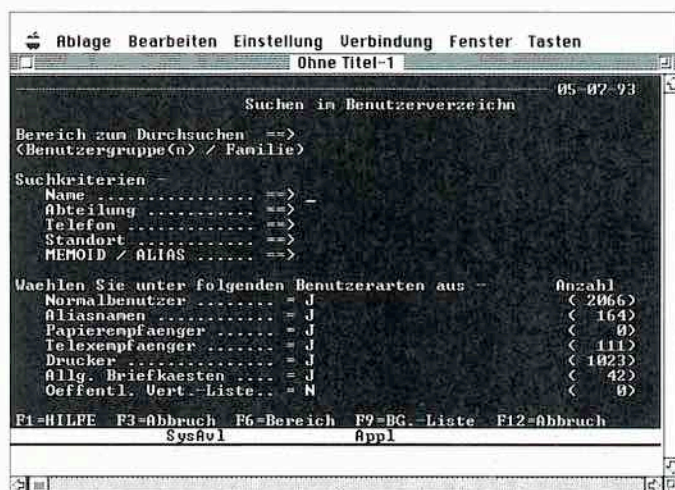 Ablage Bearbeiten Einstellung Verbindung Fenster Tasten
Ohne Titel-1
05-07-93
Suchen im Benutzerverzeichn
Bereich zum Durchsuchen ==>
(Benutzergruppe(n) / Familie)
Suchkriterien -
Name ................ ==> _
Abteilung ........... ==>
Telefon ............. ==>
Standort ............ ==>
MEMOID / ALIAS ...... ==>
Waehlen Sie unter folgenden Benutzerarten aus - Anzahl
Normalbenutzer ........ = J ( 2066)
Aliasnamen ............ = J ( 164)
Papierempfaenger ...... = J ( 0)
Telexempfaenger ....... = J ( 111)
Drucker ............... = J ( 1023)
Allg. Briefkaesten .... = J ( 42)
Oeffentl. Vert.-Liste.. = N ( 0)
F1=HILFE F3=Abbruch F6=Bereich F9=BG.-Liste F12=Abbruch
SysAvl Appl